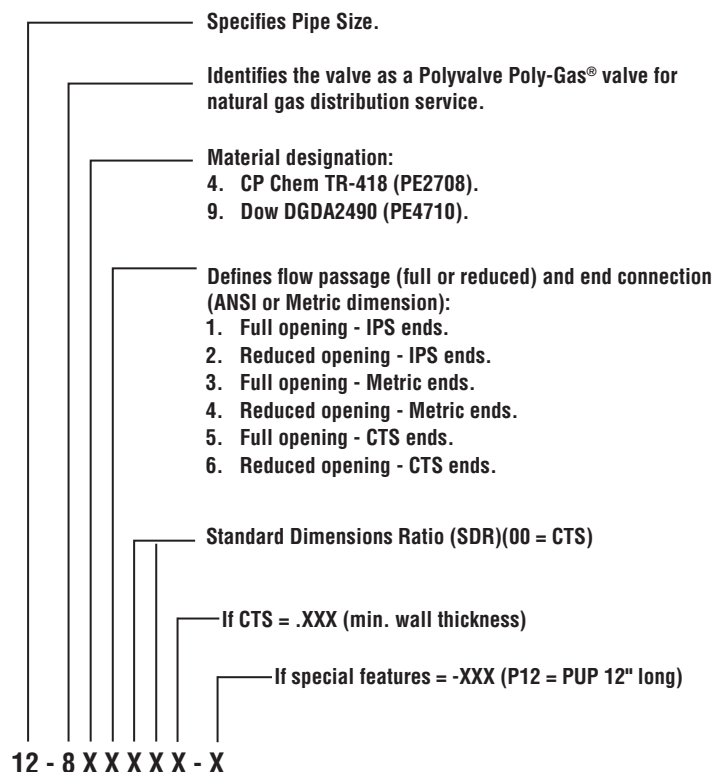 Specifies Pipe Size.
Identifies the valve as a Polyvalve Poly-Gas® valve for
natural gas distribution service.
Material designation:
4. CP Chem TR-418 (PE2708).
9. Dow DGDA2490 (PE4710).
Defines flow passage (full or reduced) and end connection
(ANSI or Metric dimension):
1. Full opening - IPS ends.
2. Reduced opening - IPS ends.
3. Full opening - Metric ends.
4. Reduced opening - Metric ends.
5. Full opening - CTS ends.
6. Reduced opening - CTS ends.
Standard Dimensions Ratio (SDR)(00 = CTS)
If CTS = .XXX (min. wall thickness)
If special features = -XXX (P12 = PUP 12" long)
12 - 8 X X X X X - X